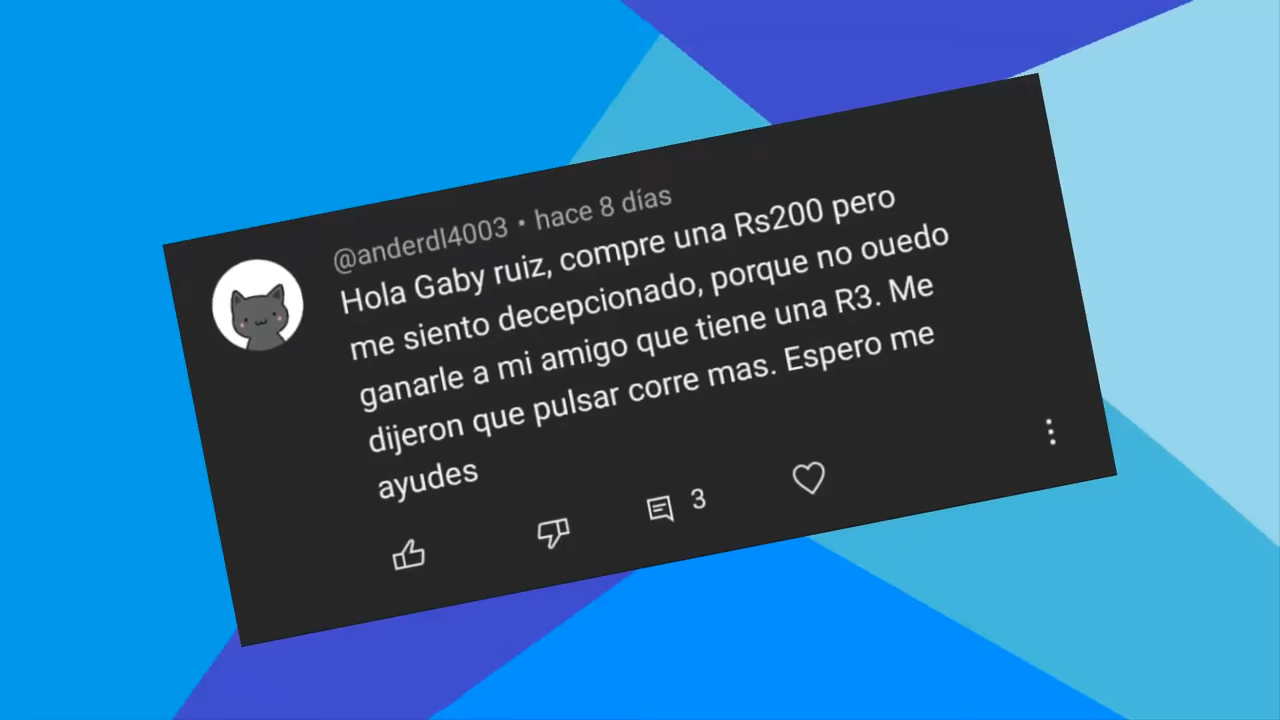 @anderdl4003 • hace 8 días
Hola Gaby ruiz, compre una Rs200 pero
me siento decepcionado, porque no ouedo
ganarle a mi amigo que tiene una R3. Me
dijeron que pulsar corre mas. Espero me
ayudes
3